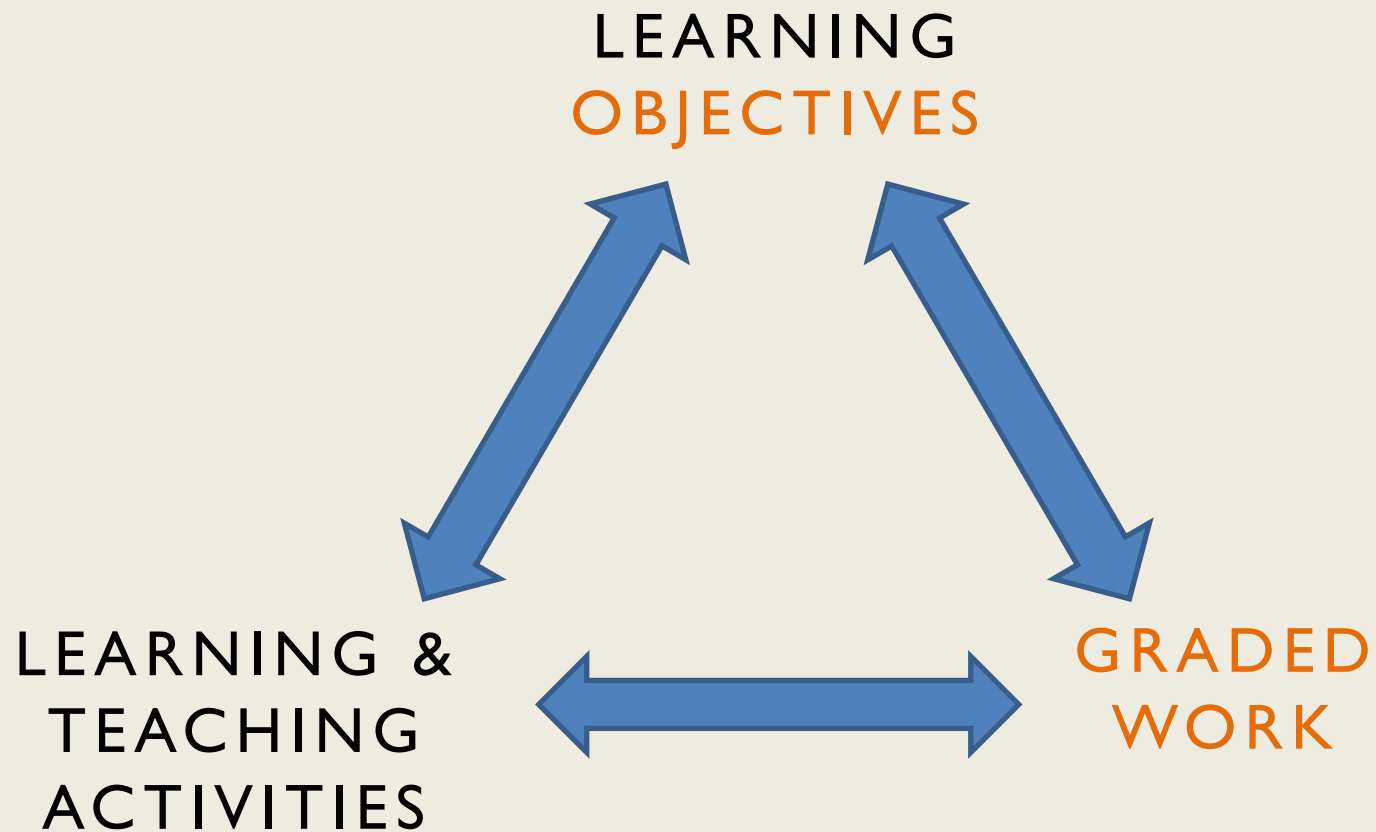 LEARNING
OBJECTIVES
LEARNING &
TEACHING
ACTIVITIES
GRADED
WORK